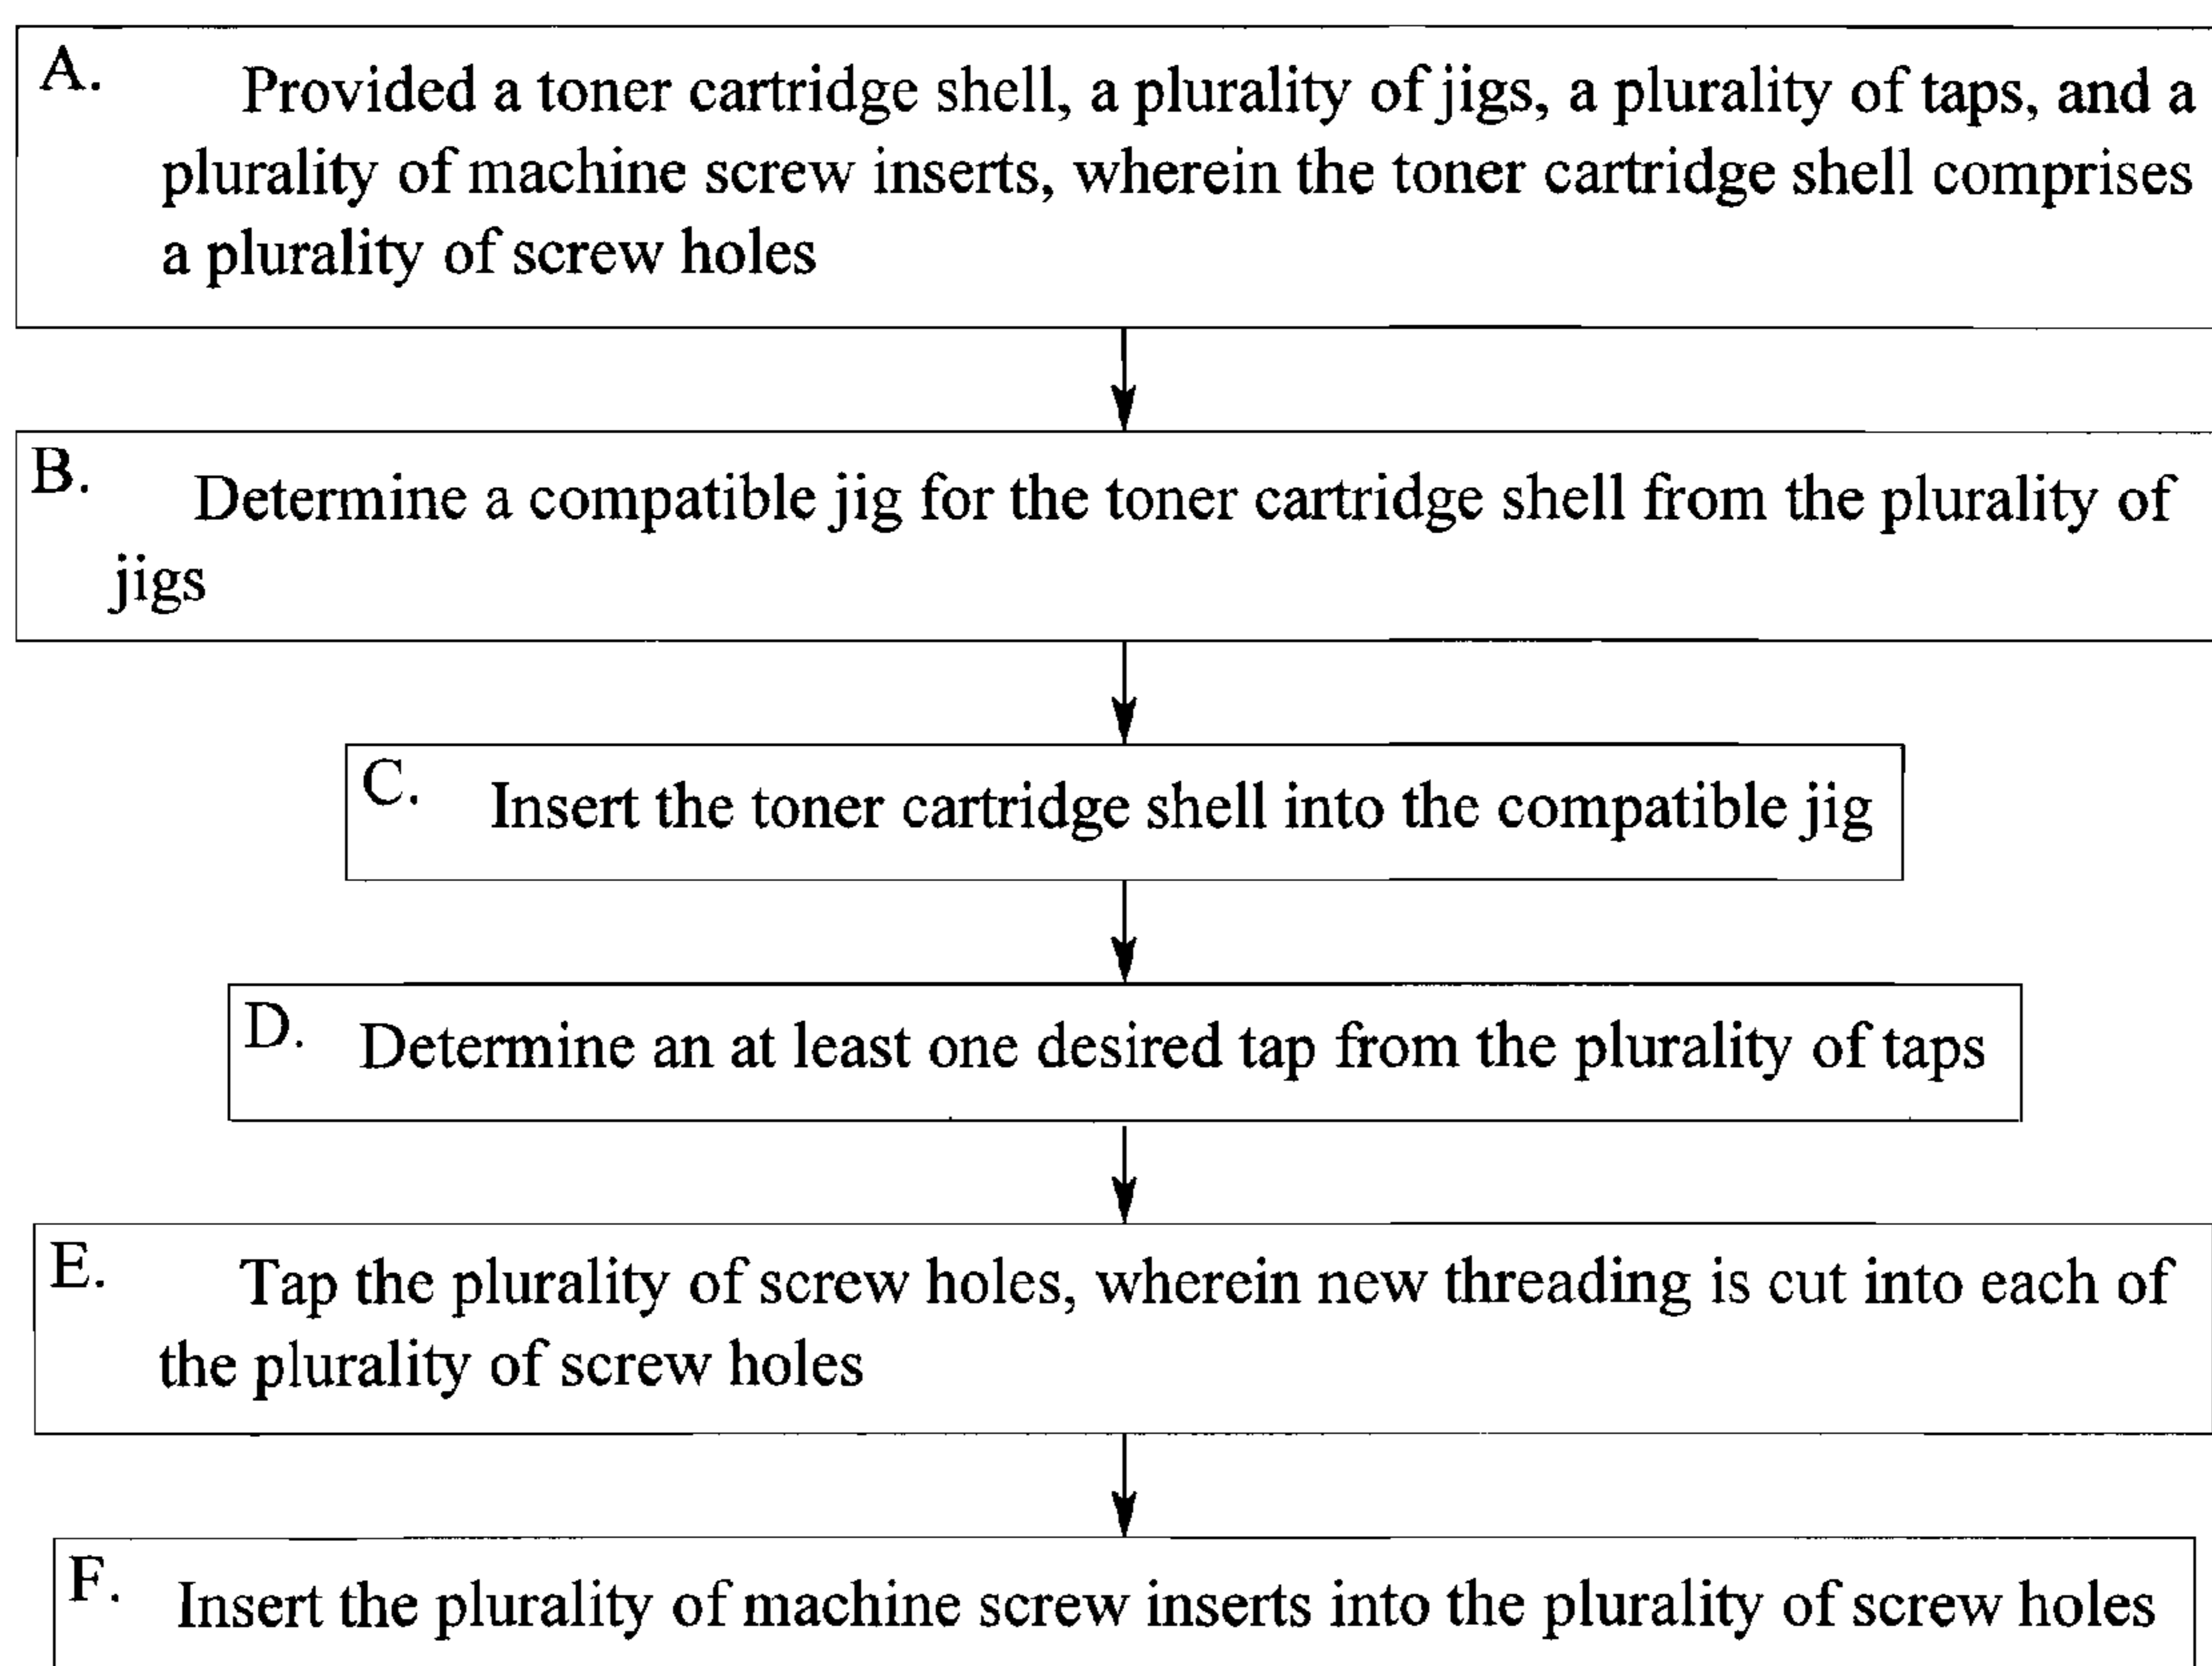 A. Provided a toner cartridge shell, a plurality of jigs, a plurality of taps, and a
plurality of machine screw inserts, wherein the toner cartridge shell comprises
a plurality of screw holes
B. Determine a compatible jig for the toner cartridge shell from the plurality of
jigs
C. Insert the toner cartridge shell into the compatible jig
D. Determine an at least one desired tap from the plurality of taps
E. Tap the plurality of screw holes, wherein new threading is cut into each of
the plurality of screw holes
F. Insert the plurality of machine screw inserts into the plurality of screw holes